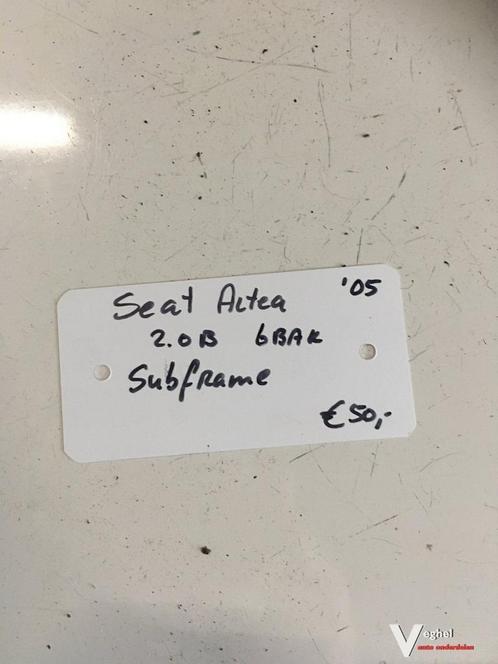 Seat Altea '05
2.0B 6BAK
Subframe
€50,-
Veghel
auto onderdelen